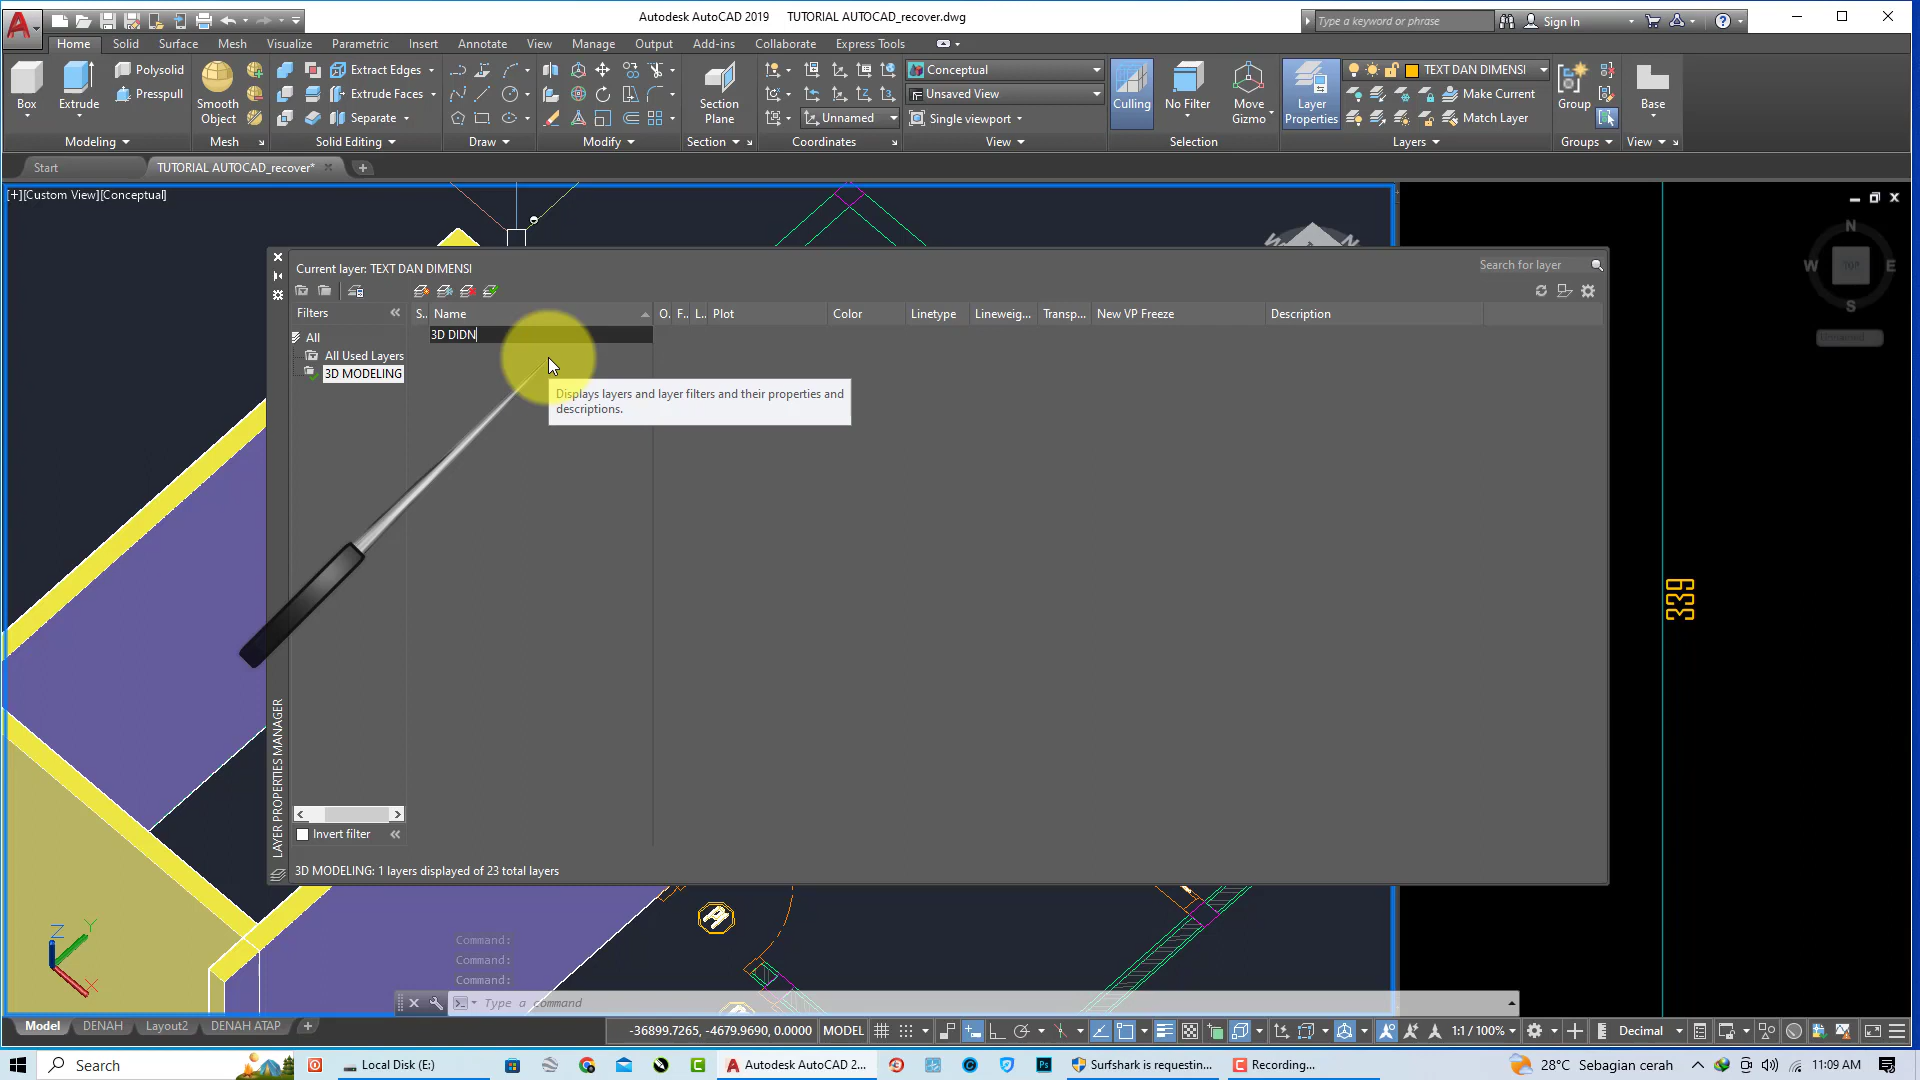 Autodesk AutoCAD 2019 TUTORIAL AUTOCAD_recover.dwg
Type a keyword or phrase
Sign In
Home Solid Surface Mesh Visualize Parametric Insert Annotate View Manage Output Add-ins Collaborate Express Tools
Box
Extrude
Polysolid
Presspull
Smooth
Object
Extract Edges
Extrude Faces
Separate
Section
Plane
Unnamed
Conceptual
Unsaved View
Single viewport
Culling
No Filter
Move
Gizmo
Layer
Properties
TEXT DAN DIMENSI
Make Current
Match Layer
Group
Base
Modeling Mesh Solid Editing Draw Modify Section Coordinates View Selection Layers Groups View
Start TUTORIAL AUTOCAD_recover*
[+][Custom View][Conceptual]
N
W TOP E
S
Unnamed
Current layer: TEXT DAN DIMENSI
Search for layer
Filters
S.. Name O. F.. L.. Plot Color Linetype Lineweig... Transp... New VP Freeze Description
All
All Used Layers
3D MODELING
3D DIDN
Displays layers and layer filters and their properties and
descriptions.
339
LAYER PROPERTIES MANAGER
Invert filter
3D MODELING: 1 layers displayed of 23 total layers
A
Z Y
X
Command:
Command:
Command:
Type a command
Model DENAH Layout2 DENAH ATAP
-36899.7265, -4679.9690, 0.0000 MODEL 1:1 / 100% Decimal
Search Local Disk (E:) Autodesk AutoCAD 2... Surfshark is requestin... Recording... 28°C Sebagian cerah 11:09 AM